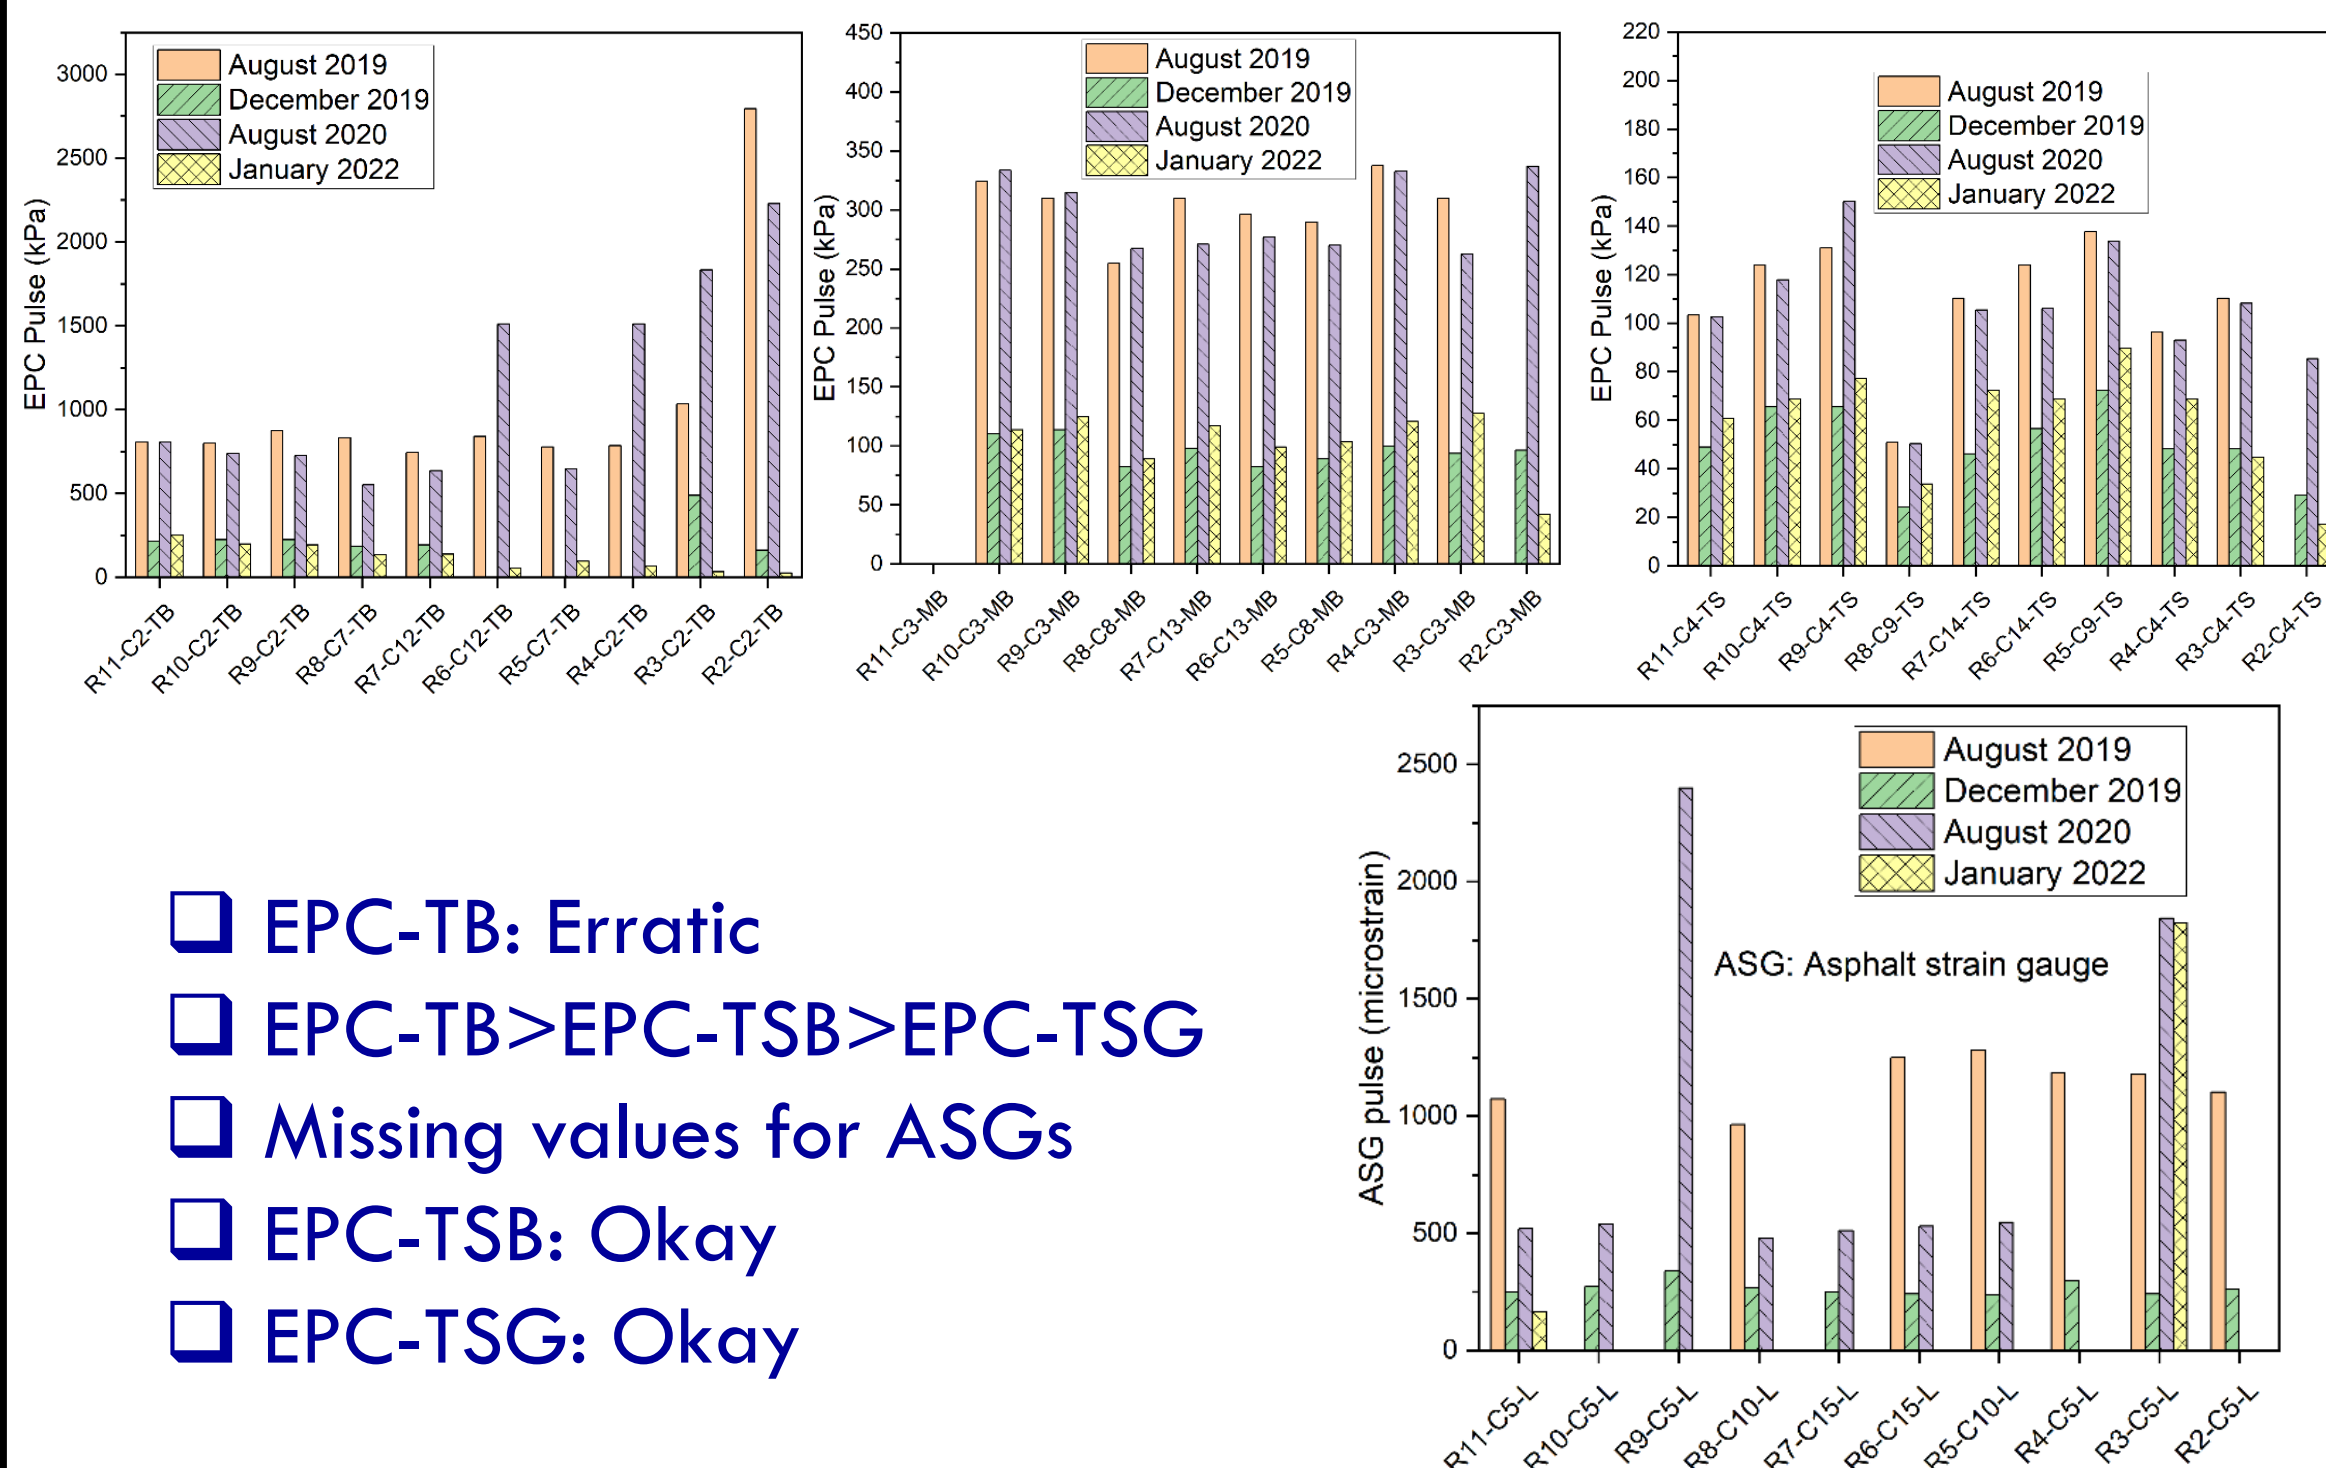 EPC Pulse (kPa)
3000
2500
2000
1500
1000
500
0
August 2019
December 2019
August 2020
January 2022
R11-C2-TB
R10-C2-TB
R9-C2-TB
R8-C7-TB
R7-C12-TB
R6-C12-TB
R5-C7-TB
R4-C2-TB
R3-C2-TB
R2-C2-TB
EPC Pulse (kPa)
450
400
350
300
250
200
150
100
50
0
August 2019
December 2019
August 2020
January 2022
R11-C3-MB
R10-C3-MB
R9-C3-MB
R8-C8-MB
R7-C13-MB
R6-C13-MB
R5-C8-MB
R4-C3-MB
R3-C3-MB
R2-C3-MB
EPC Pulse (kPa)
220
200
180
160
140
120
100
80
60
40
20
0
August 2019
December 2019
August 2020
January 2022
R11-C4-TS
R10-C4-TS
R9-C4-TS
R8-C9-TS
R7-C14-TS
R6-C14-TS
R5-C9-TS
R4-C4-TS
R3-C4-TS
R2-C4-TS
EPC-TB: Erratic
EPC-TB>EPC-TSB>EPC-TSG
Missing values for ASGs
EPC-TSB: Okay
EPC-TSG: Okay
ASG pulse (microstrain)
2500
2000
1500
1000
500
0
August 2019
December 2019
August 2020
January 2022
ASG: Asphalt strain gauge
R11-C5-L
R10-C5-L
R9-C5-L
R8-C10-L
R7-C15-L
R6-C15-L
R5-C10-L
R4-C5-L
R3-C5-L
R2-C5-L